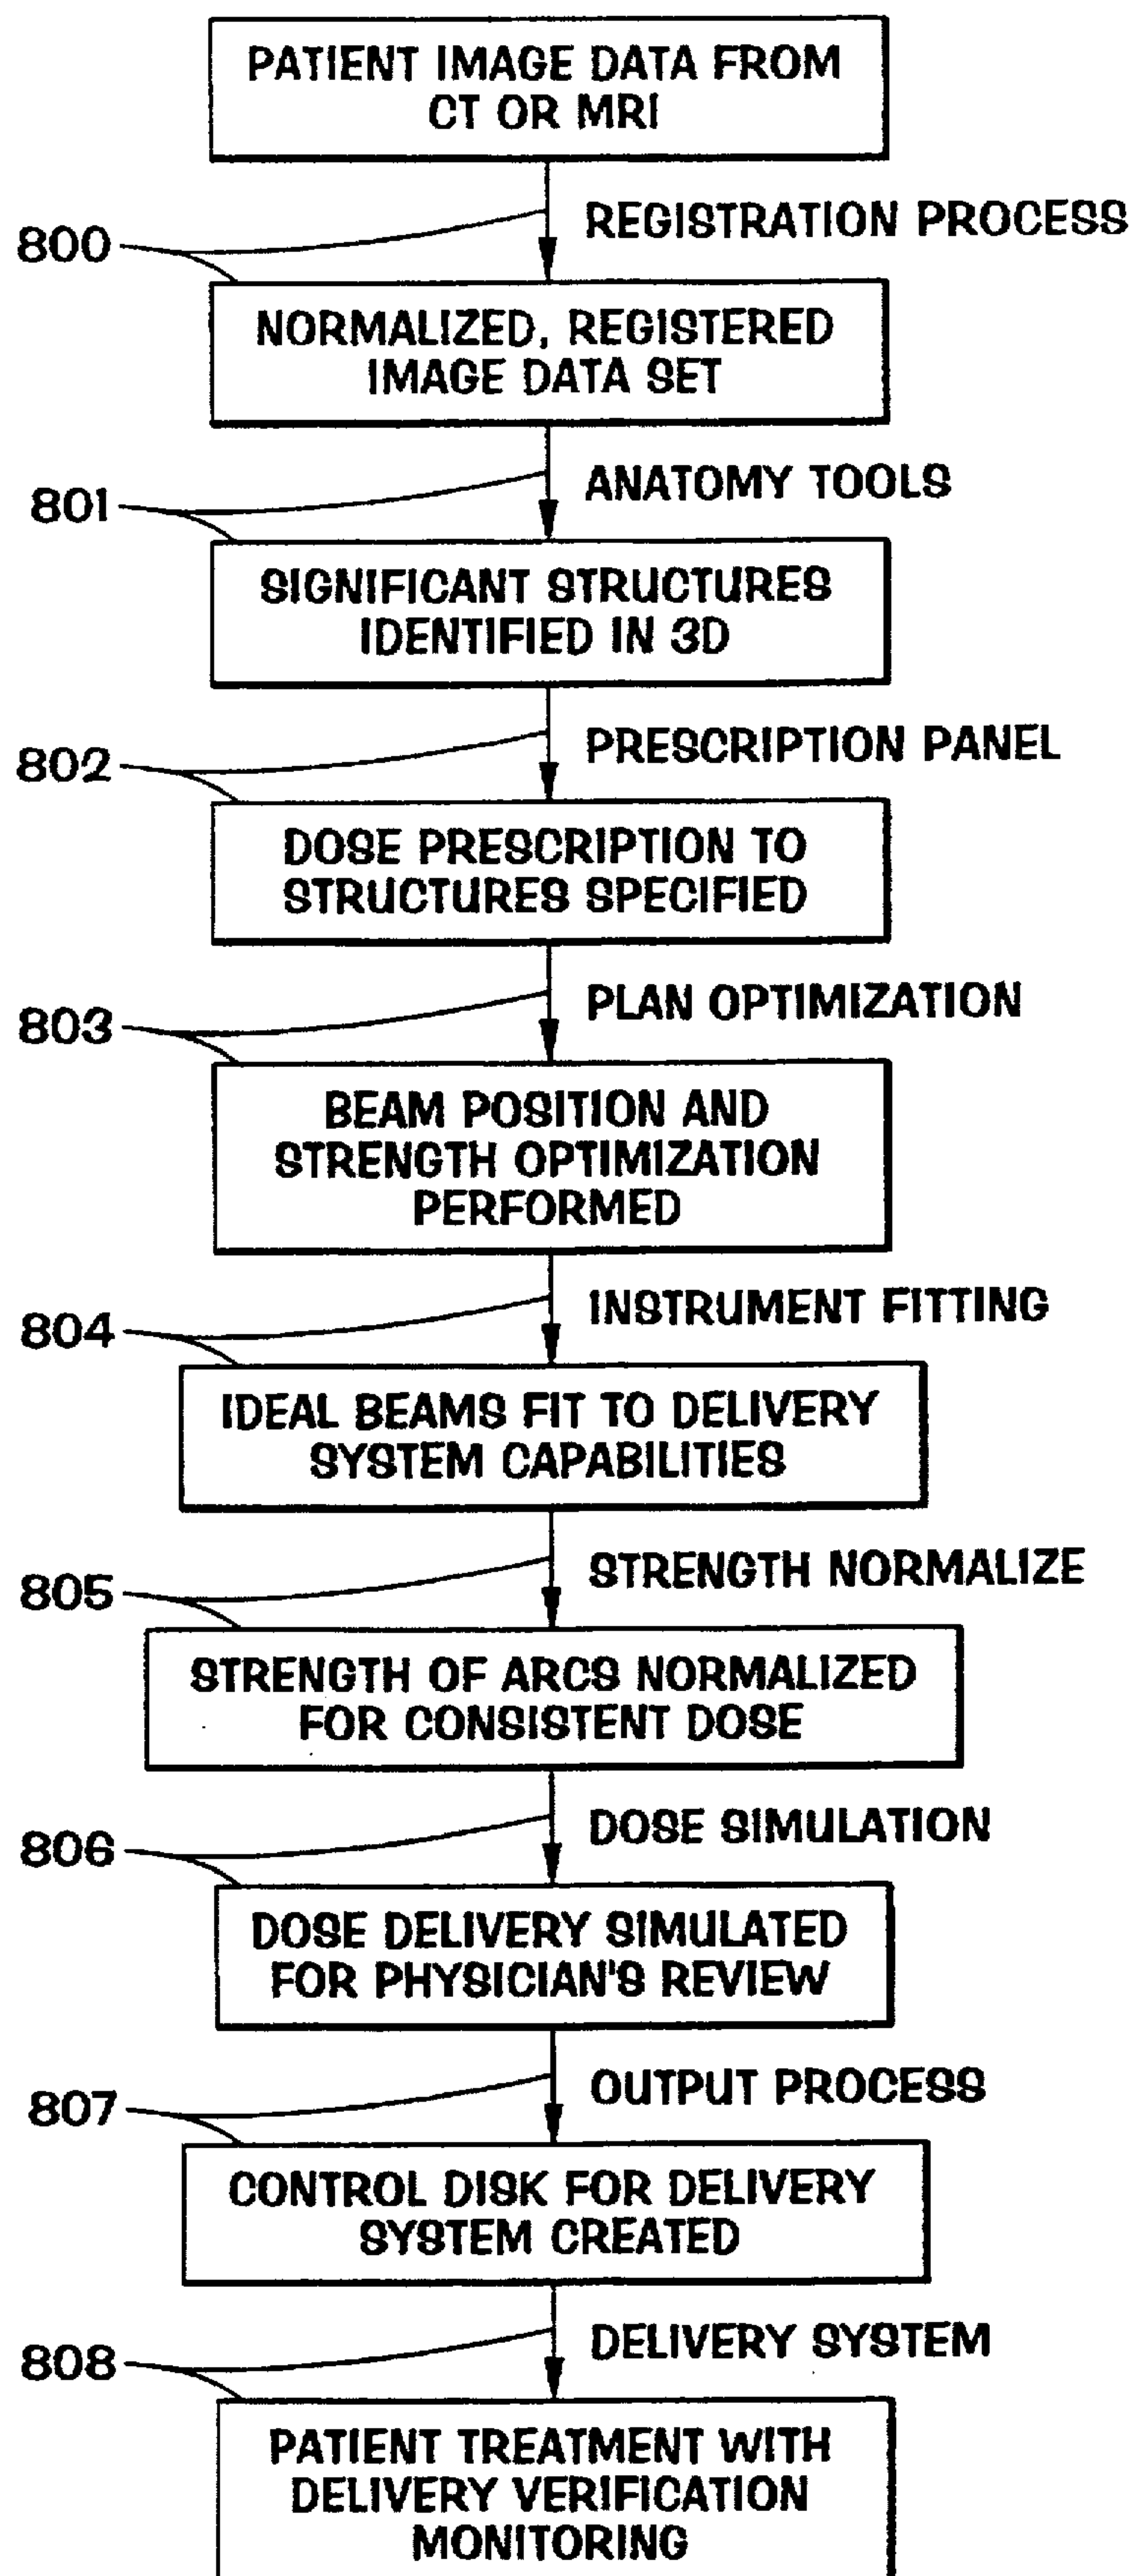 PATIENT IMAGE DATA FROM
CT OR MRI
REGISTRATION PROCESS
800
NORMALIZED, REGISTERED
IMAGE DATA SET
ANATOMY TOOLS
801
SIGNIFICANT STRUCTURES
IDENTIFIED IN 3D
PRESCRIPTION PANEL
802
DOSE PRESCRIPTION TO
STRUCTURES SPECIFIED
PLAN OPTIMIZATION
803
BEAM POSITION AND
STRENGTH OPTIMIZATION
PERFORMED
INSTRUMENT FITTING
804
IDEAL BEAMS FIT TO DELIVERY
SYSTEM CAPABILITIES
STRENGTH NORMALIZE
805
STRENGTH OF ARCS NORMALIZED
FOR CONSISTENT DOSE
DOSE SIMULATION
806
DOSE DELIVERY SIMULATED
FOR PHYSICIAN'S REVIEW
OUTPUT PROCESS
807
CONTROL DISK FOR DELIVERY
SYSTEM CREATED
DELIVERY SYSTEM
808
PATIENT TREATMENT WITH
DELIVERY VERIFICATION
MONITORING